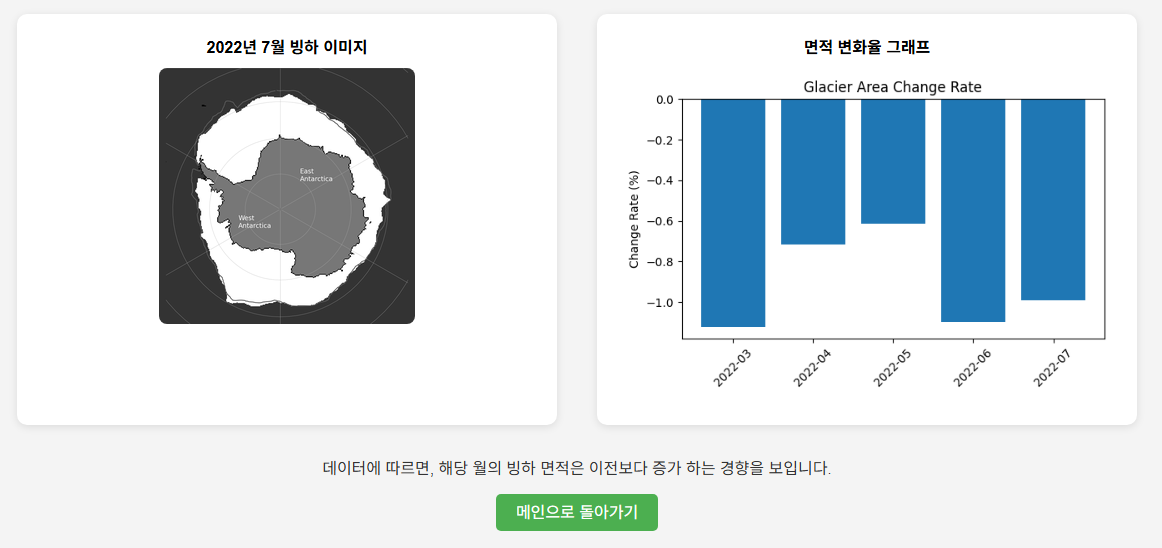 2022년 7월 빙하 이미지
East
Antarctica
West
Antarctica
면적 변화율 그래프
Glacier Area Change Rate
Change Rate (%)
0.0
−0.2
−0.4
−0.6
−0.8
−1.0
2022-03
2022-04
2022-05
2022-06
2022-07
데이터에 따르면, 해당 월의 빙하 면적은 이전보다 증가 하는 경향을 보입니다.
메인으로 돌아가기